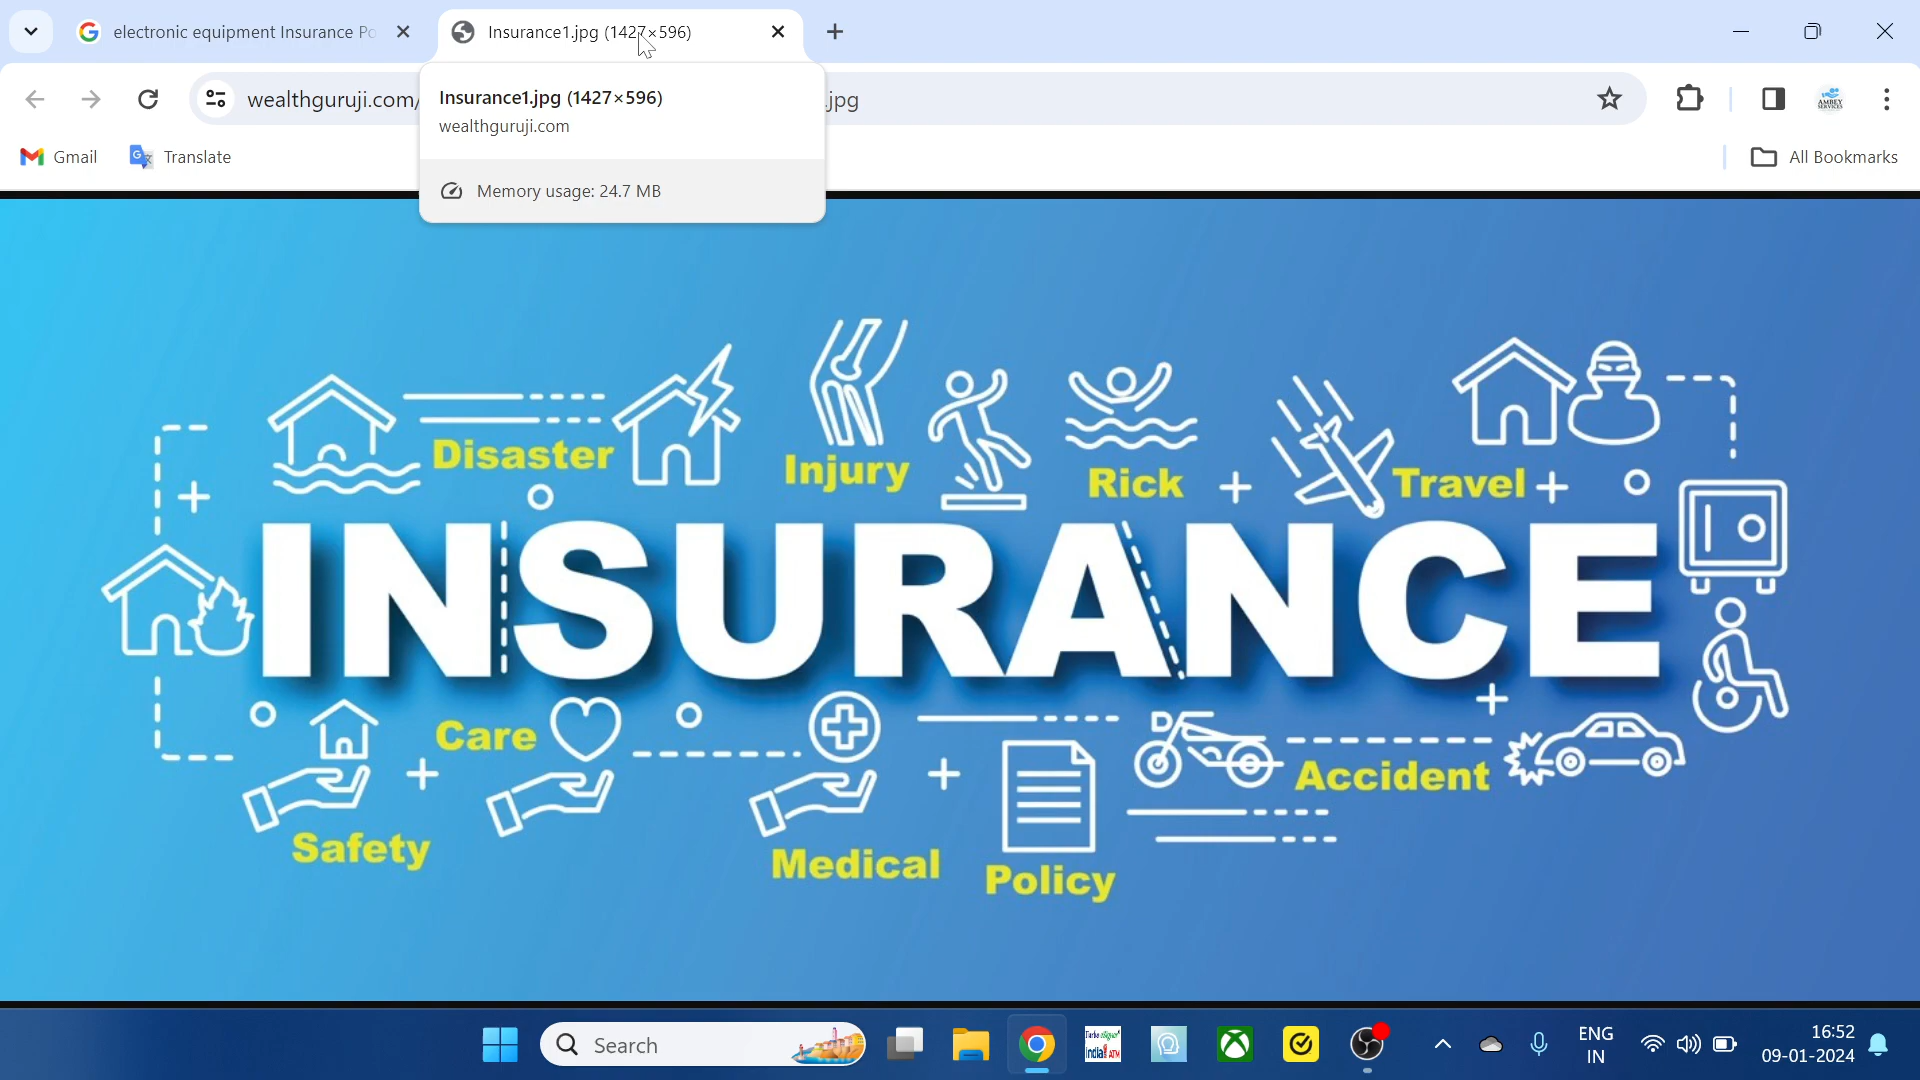 electronic equipment Insurance Po
Insurance1.jpg (1427×596)
wealthguruji.com/
.jpg
Insurance1.jpg (1427×596)
wealthguruji.com
Memory usage: 24.7 MB
Gmail
Translate
All Bookmarks
AMBEY
SERVICES
Disaster
Injury
Rick
Travel
INSURANCE
Care
Accident
Safety
Medical
Policy
Search
ENG
IN
16:52
09-01-2024